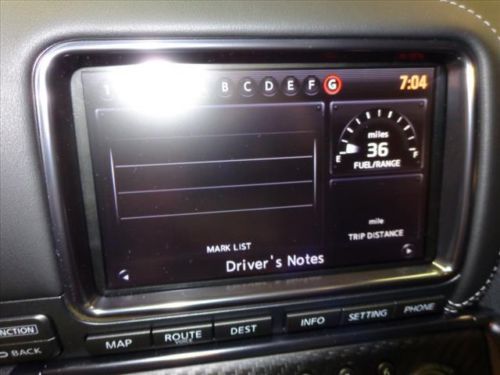 B C D E F G 7:04
miles
36
E F
FUEL/RANGE
mile
TRIP DISTANCE
MARK LIST
Driver's Notes
FUNCTION
BACK
MAP ROUTE DEST INFO SETTING PHONE